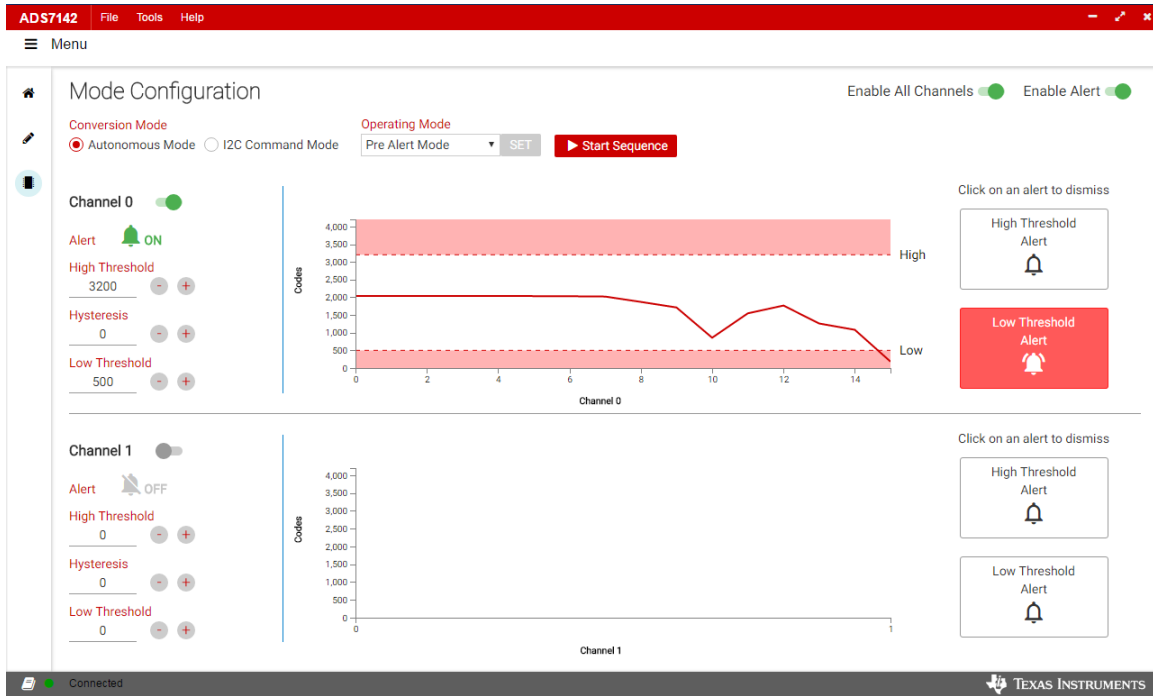 ADS7142 File Tools Help
Menu
Mode Configuration
Enable All Channels Enable Alert
Conversion Mode Operating Mode
Autonomous Mode I2C Command Mode Pre Alert Mode SET Start Sequence
Click on an alert to dismiss
Channel 0
Alert ON
High Threshold
3200 - +
Hysteresis
0 - +
Low Threshold
500 - +
Codes
4,000
3,500
3,000
2,500
2,000
1,500
1,000
500
0
0 2 4 6 8 10 12 14
Channel 0
High
Low
High Threshold
Alert
Low Threshold
Alert
Channel 1
Alert OFF
High Threshold
0 - +
Hysteresis
0 - +
Low Threshold
0 - +
Codes
4,000
3,500
3,000
2,500
2,000
1,500
1,000
500
0
0 1
Channel 1
Click on an alert to dismiss
High Threshold
Alert
Low Threshold
Alert
Connected
TEXAS INSTRUMENTS